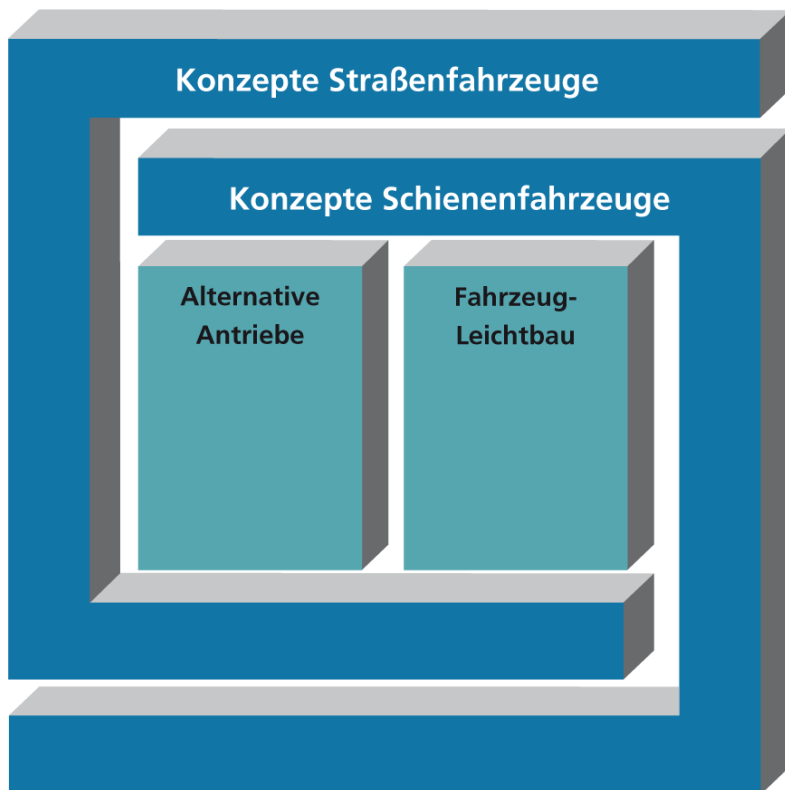 Konzepte Straßenfahrzeuge
Konzepte Schienenfahrzeuge
Alternative
Antriebe
Fahrzeug-
Leichtbau